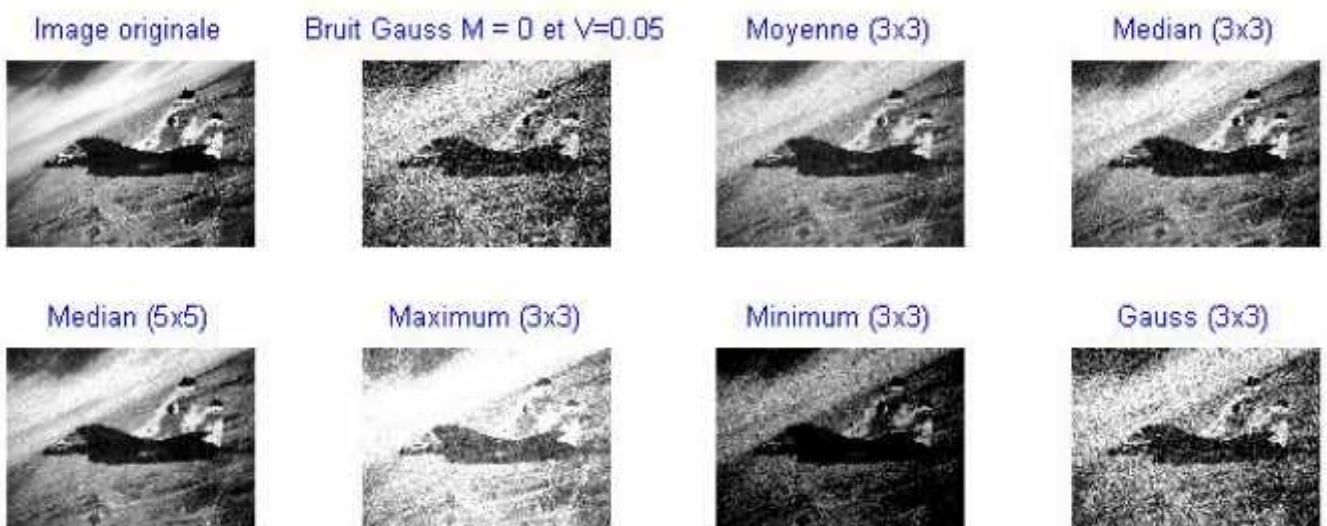 Image originale
Bruit Gauss M = 0 et V=0.05
Moyenne (3x3)
Median (3x3)
Median (5x5)
Maximum (3x3)
Minimum (3x3)
Gauss (3x3)